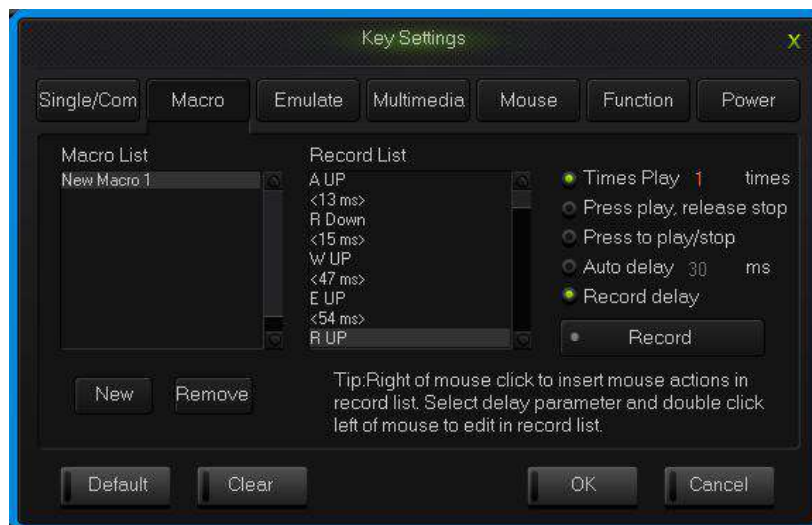 Key Settings
X
Single/Com Macro Emulate Multimedia Mouse Function Power
Macro List
New Macro 1
Record List
A UP
<13 ms>
R Down
<15 ms>
W UP
<47 ms>
E UP
<54 ms>
R UP
Times Play 1 times
Press play, release stop
Press to play/stop
Auto delay 30 ms
Record delay
Record
New Remove
Tip:Right of mouse click to insert mouse actions in
record list. Select delay parameter and double click
left of mouse to edit in record list.
Default Clear OK Cancel